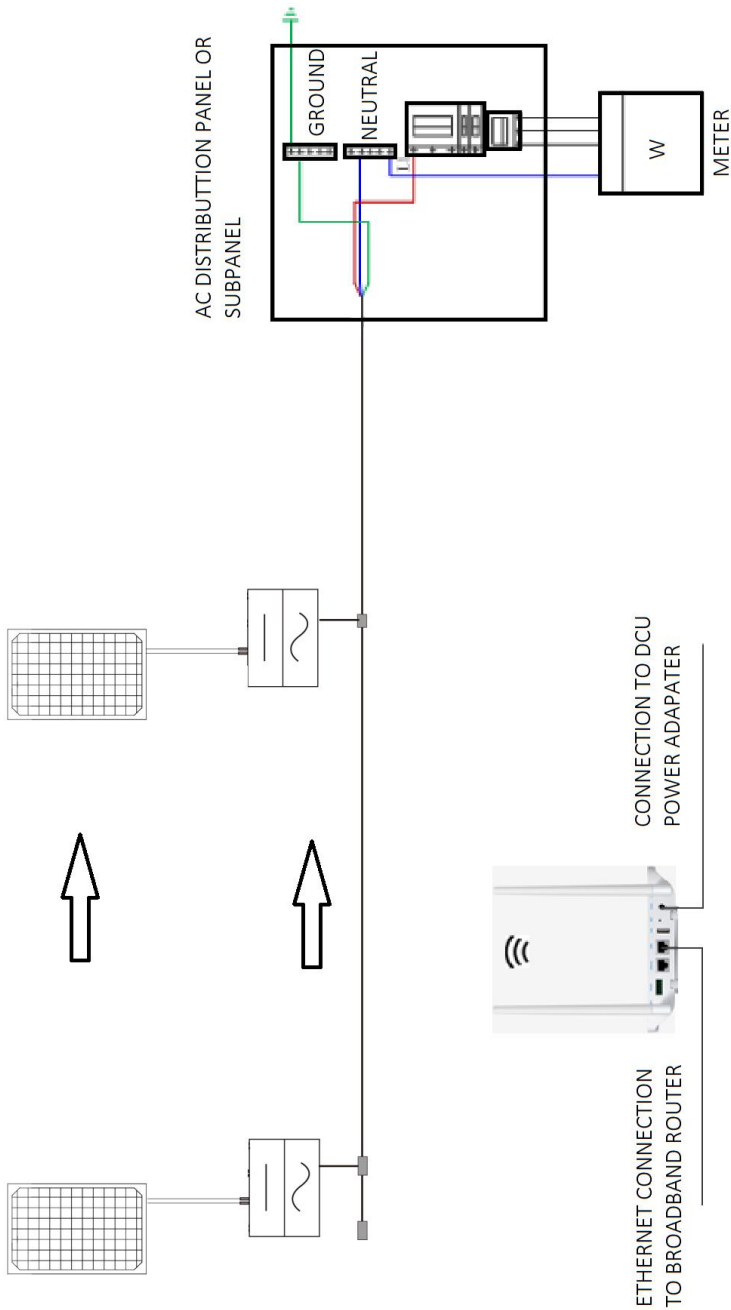 AC DISTRIBUTTION PANEL OR
SUBPANEL
GROUND
NEUTRAL
L
W
METER
CONNECTION TO DCU
POWER ADAPATER
ETHERNET CONNECTION
TO BROADBAND ROUTER